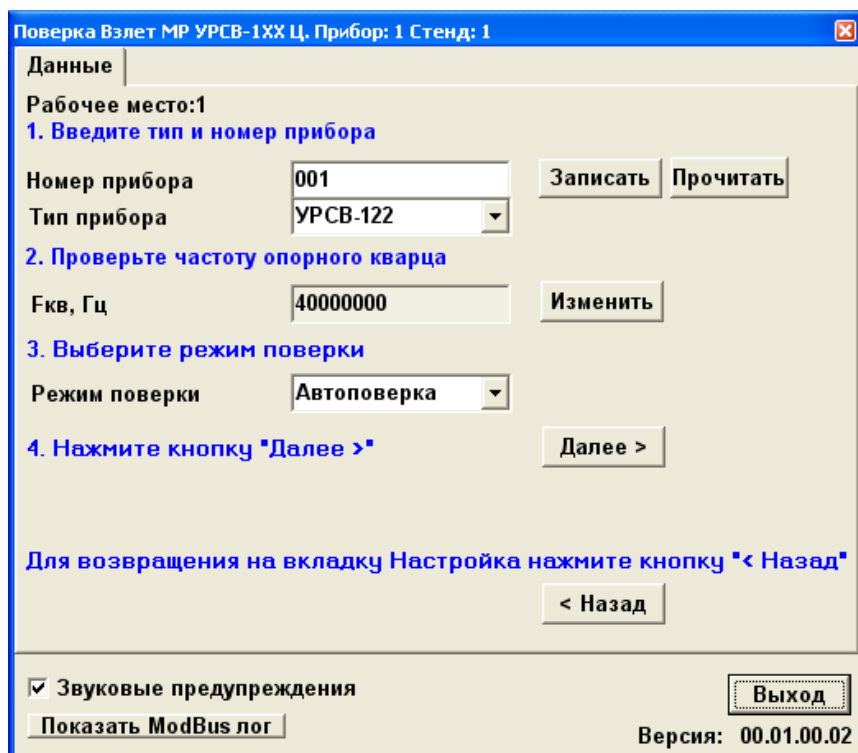 Поверка Взлет МР УРСВ-1ХХ Ц. Прибор: 1 Стенд: 1
Данные
Рабочее место:1
1. Введите тип и номер прибора
Номер прибора 001 Записать Прочитать
Тип прибора УРСВ-122
2. Проверьте частоту опорного кварца
Fкв, Гц 40000000 Изменить
3. Выберите режим поверки
Режим поверки Автоповерка
4. Нажмите кнопку "Далее >" Далее >
Для возвращения на вкладку Настройка нажмите кнопку "< Назад"
< Назад
Звуковые предупреждения
Выход
Показать ModBus лог
Версия: 00.01.00.02